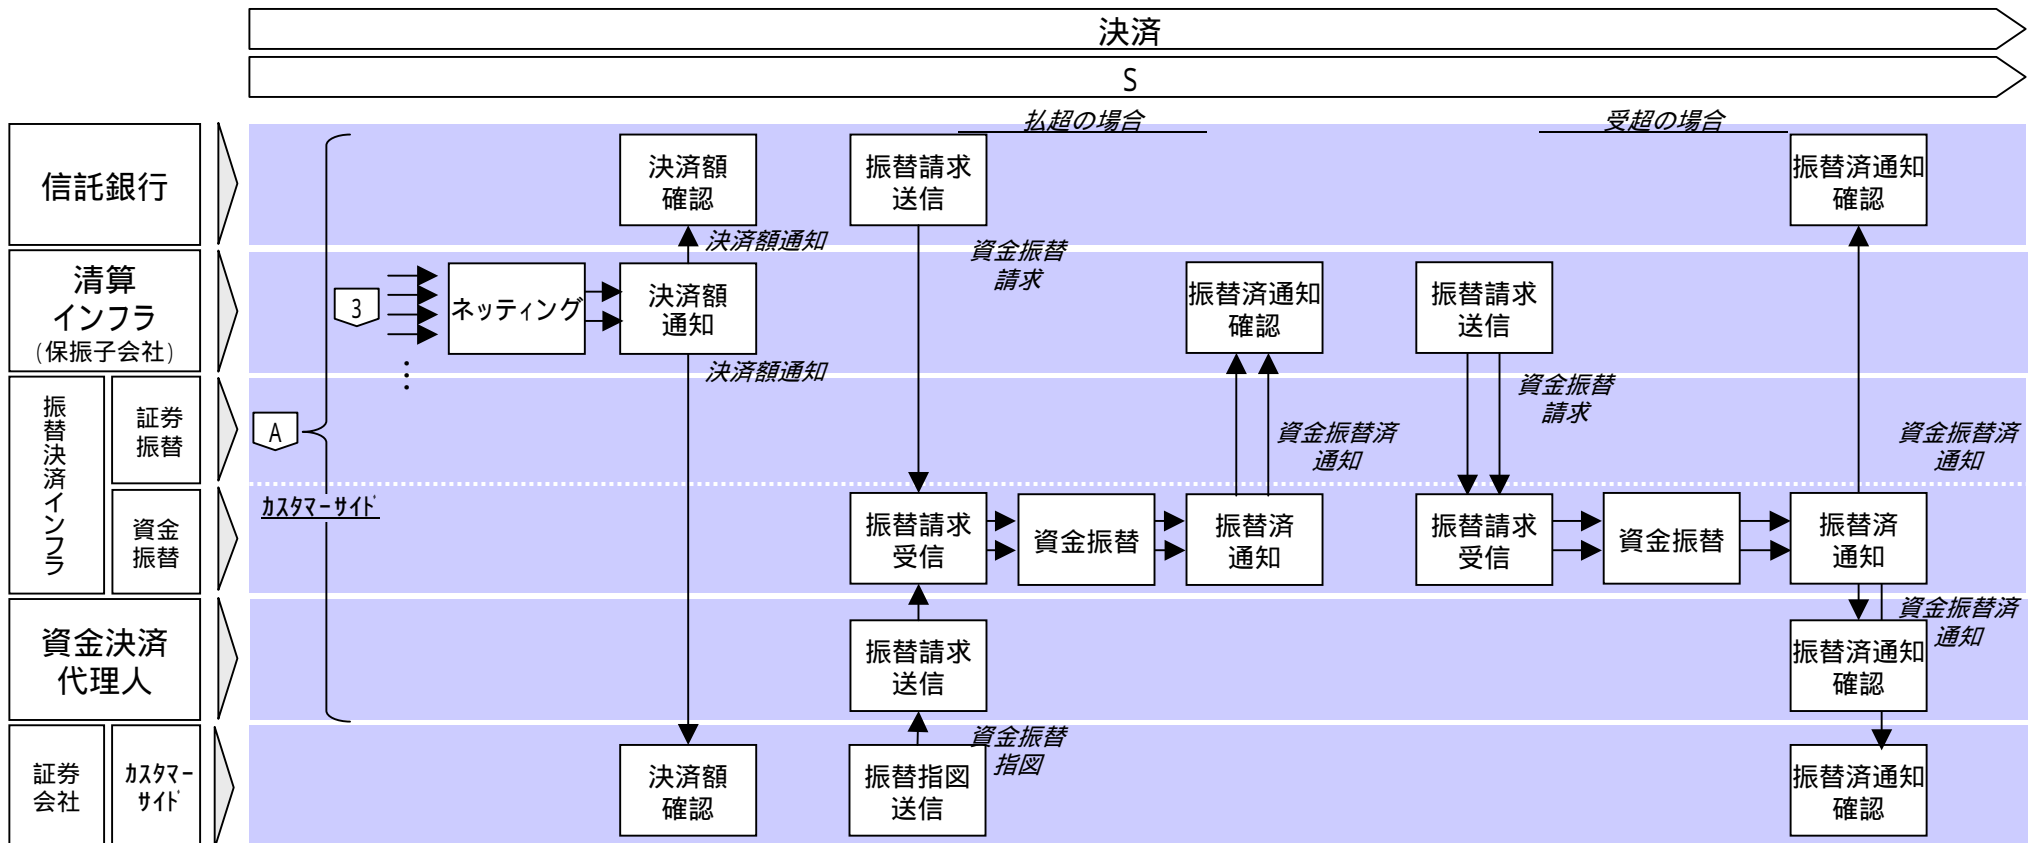 決済
S
払超の場合
受超の場合
信託銀行
決済額
確認
振替請求
送信
振替済通知
確認
決済額通知
資金振替
請求
清算
インフラ
(保振子会社)
3
ネッティング
決済額
通知
振替済通知
確認
振替請求
送信
決済額通知
資金振替
請求
振替決済インフラ
証券
振替
A
資金振替済
通知
資金振替済
通知
ｶｽﾀﾏｰｻｲﾄﾞ
資金
振替
振替請求
受信
資金振替
振替済
通知
振替請求
受信
資金振替
振替済
通知
資金振替済
通知
資金決済
代理人
振替請求
送信
振替済通知
確認
資金振替
指図
証券
会社
ｶｽﾀﾏｰ
ｻｲﾄﾞ
決済額
確認
振替指図
送信
振替済通知
確認